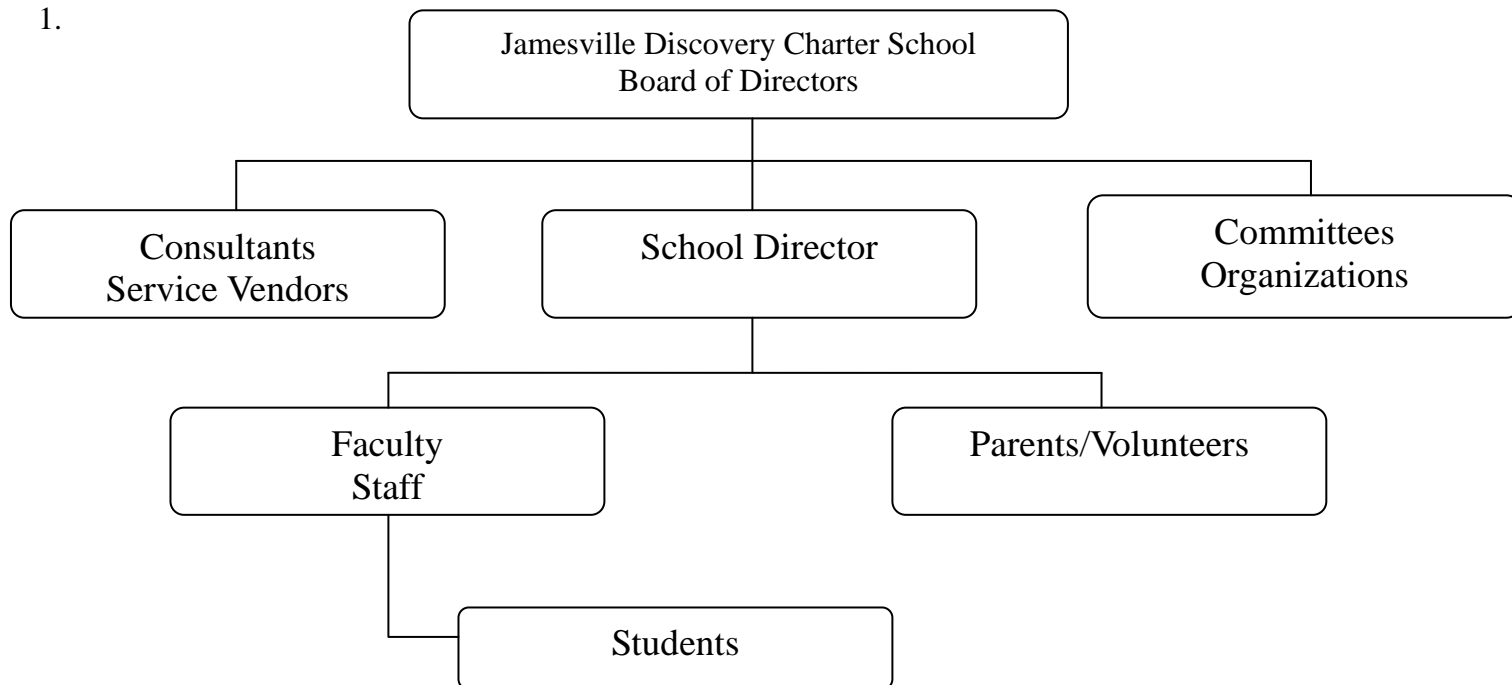 1.
Jamesville Discovery Charter School
Board of Directors
Consultants
Service Vendors
School Director
Committees
Organizations
Faculty
Staff
Parents/Volunteers
Students